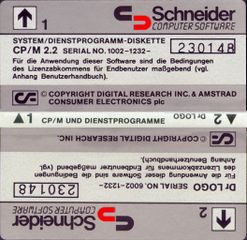 1
Schneider
COMPUTER SOFTWARE
SYSTEM/DIENSTPROGRAMM-DISKETTE
CP/M 2.2 SERIAL NO. 1002-1232- 230148
Für die Anwendung dieser Software sind die Bedingungen
des Lizenzabkommens für Endbenutzer maßgebend (vgl.
Anhang Benutzerhandbuch).
© COPYRIGHT DIGITAL RESEARCH INC. & AMSTRAD
CONSUMER ELECTRONICS plc
▲1 CP/M UND DIENSTPROGRAMME
Dr LOGO 2▲
2
Schneider
COMPUTER SOFTWARE
Dr LOGO
SERIAL NO. 6002-1232- 230148
Für die Anwendung dieser Software sind die Bedingungen
des Lizenzabkommens für Endbenutzer maßgebend (vgl.
Anhang Benutzerhandbuch).
© COPYRIGHT DIGITAL RESEARCH INC.